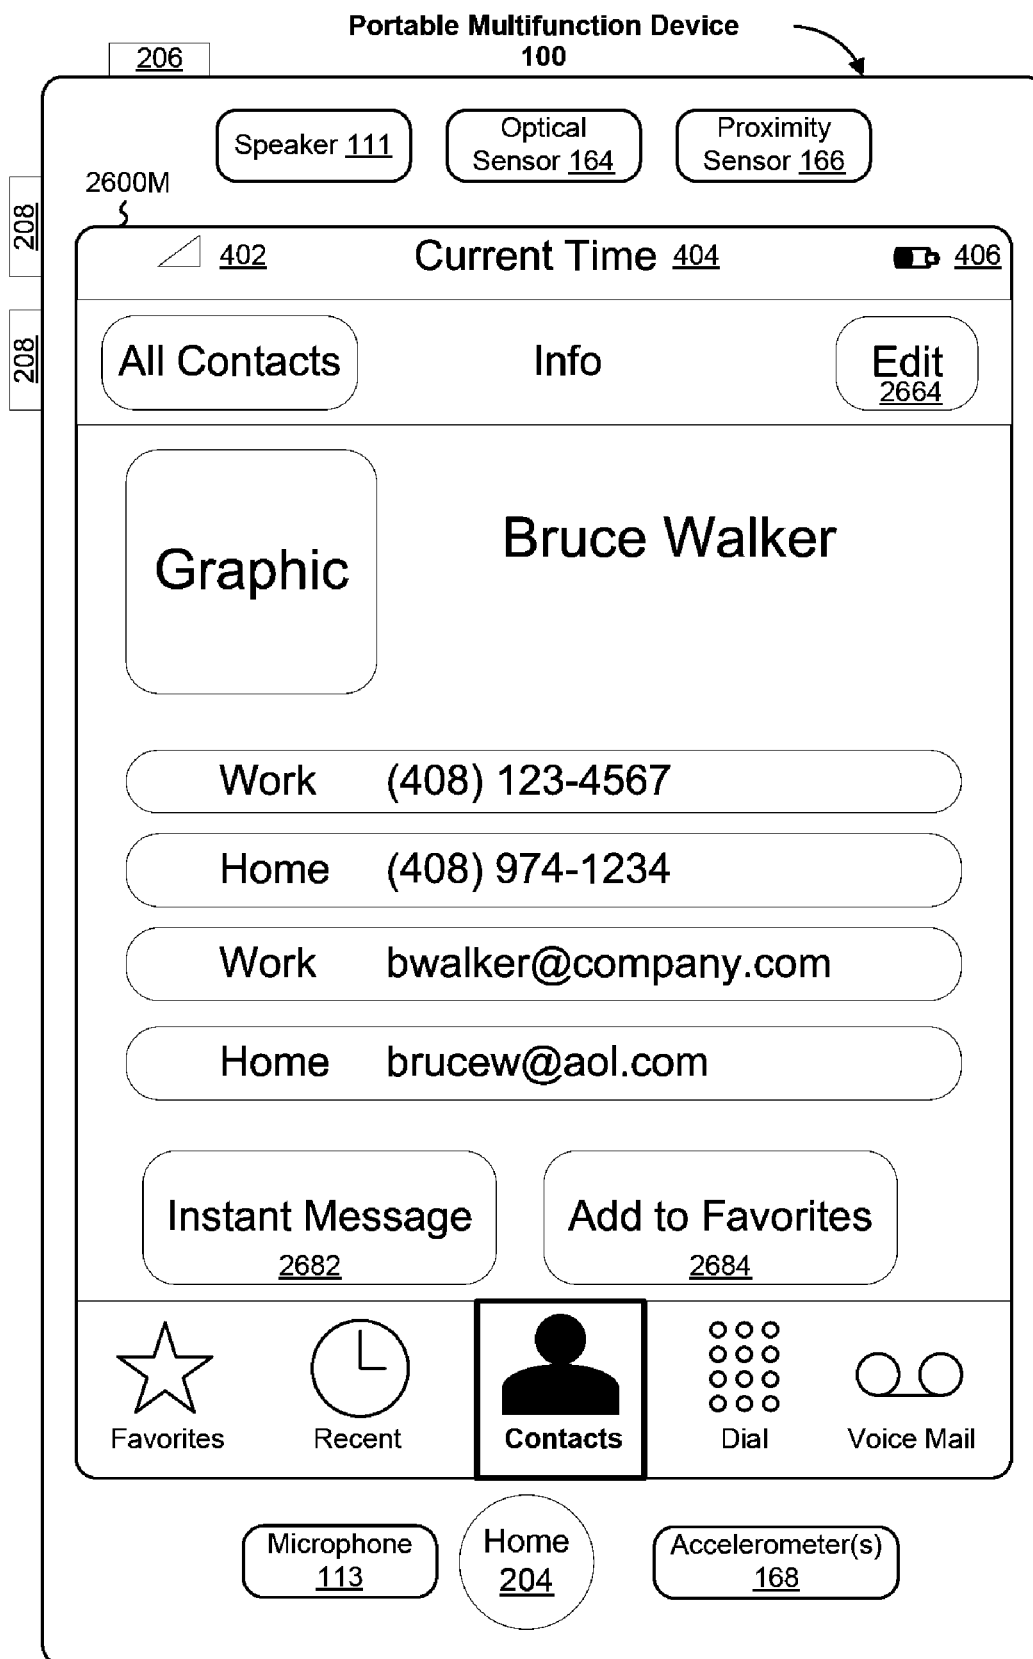 Portable Multifunction Device
100
206
Speaker 111
Optical
Sensor 164
Proximity
Sensor 166
2600M
208
208
402
Current Time 404
406
All Contacts
Info
Edit
2664
Graphic
Bruce Walker
Work (408) 123-4567
Home (408) 974-1234
Work bwalker@company.com
Home brucew@aol.com
Instant Message
2682
Add to Favorites
2684
Favorites
Recent
Contacts
Dial
Voice Mail
Microphone
113
Home
204
Accelerometer(s)
168